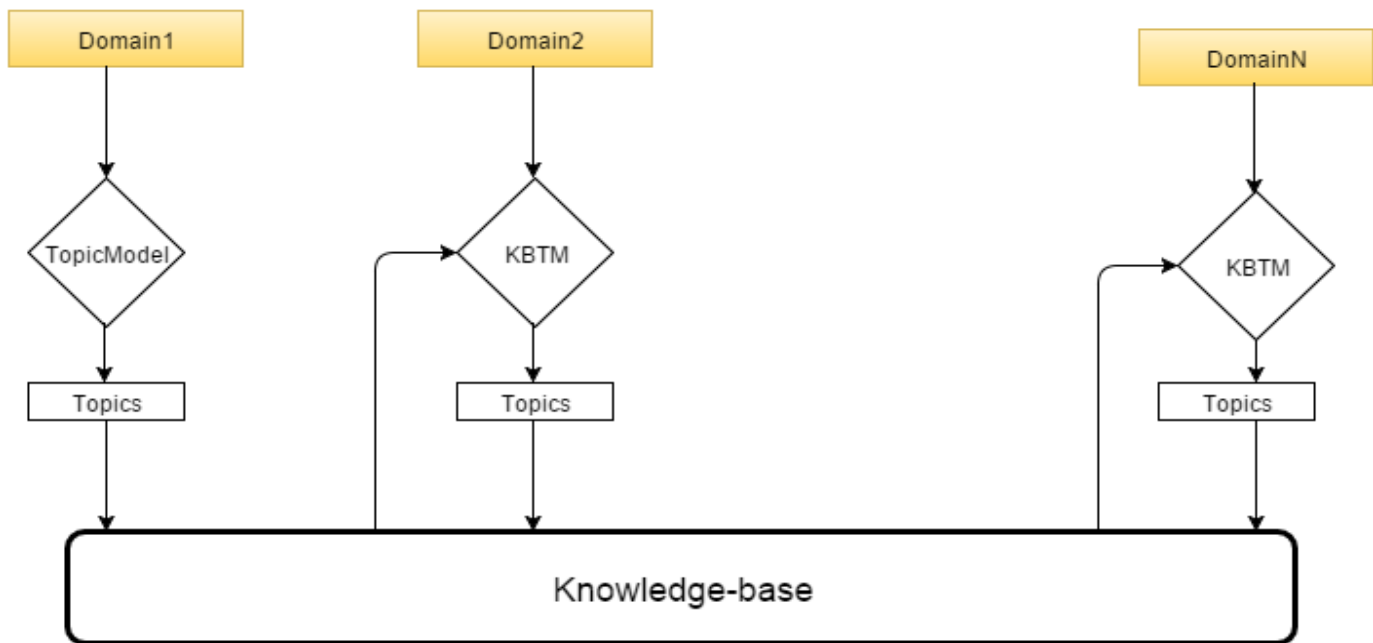 Domain1
Domain2
DomainN
TopicModel
KBTM
KBTM
Topics
Topics
Topics
Knowledge-base